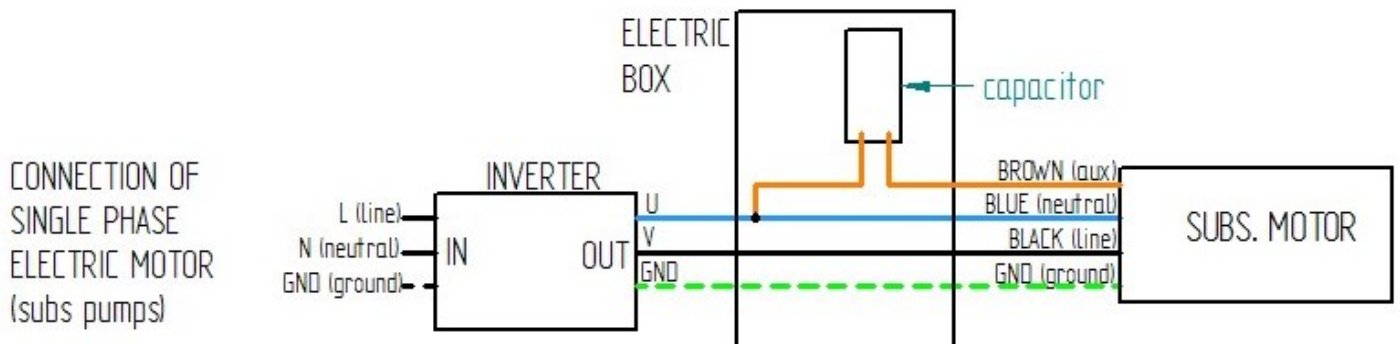 ELECTRIC
BOX
capacitor
CONNECTION OF
SINGLE PHASE
ELECTRIC MOTOR
(subs pumps)
INVERTER
L (line)
N (neutral)
GND (ground)
IN
OUT
U
V
GND
BROWN (aux)
BLUE (neutral)
BLACK (line)
GND (ground)
SUBS. MOTOR